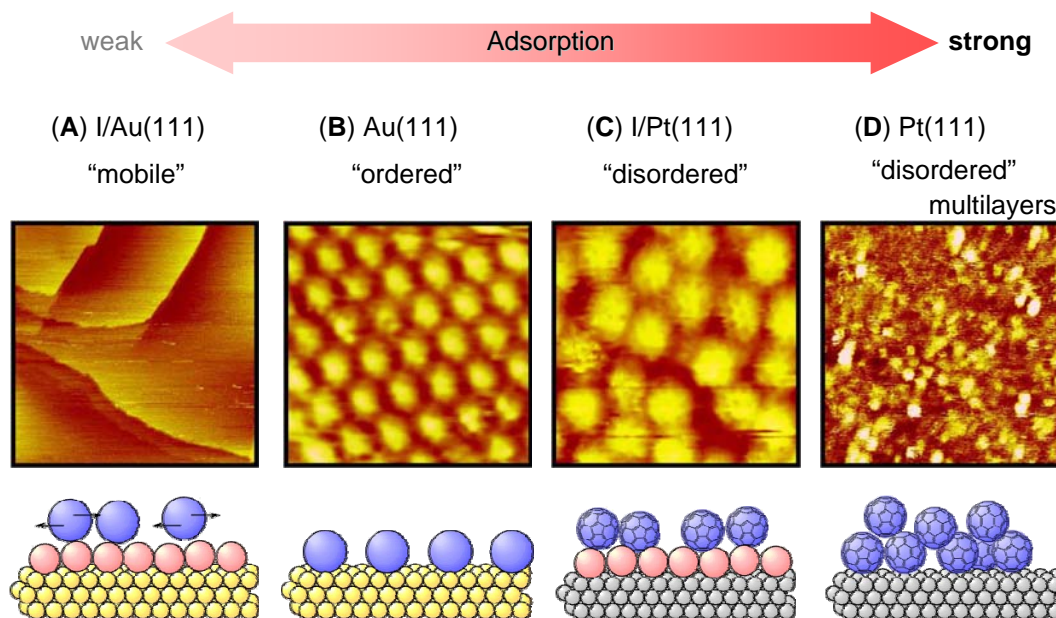 weak Adsorption strong
(A) I/Au(111) (B) Au(111) (C) I/Pt(111) (D) Pt(111)
“mobile” “ordered” “disordered” “disordered”
multilayers